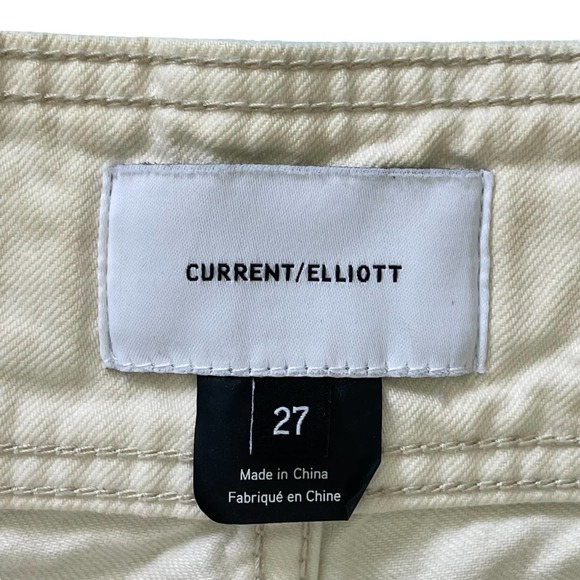 CURRENT/ELLIOTT
27
Made in China
Fabriqué en Chine